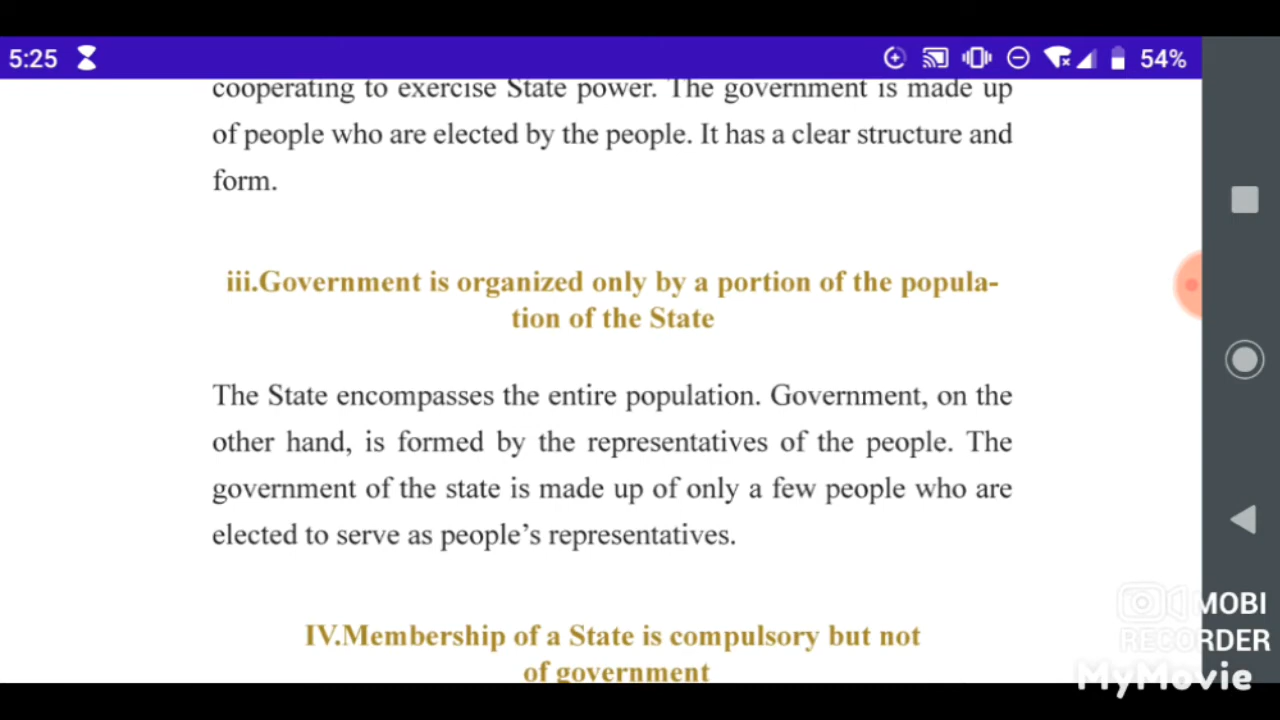 5:25
54%
cooperating to exercise State power. The government is made up
of people who are elected by the people. It has a clear structure and
form.
iii.Government is organized only by a portion of the popula-
tion of the State
The State encompasses the entire population. Government, on the
other hand, is formed by the representatives of the people. The
government of the state is made up of only a few people who are
elected to serve as people’s representatives.
IV.Membership of a State is compulsory but not
of government
MOBI
RECORDER
MyMovie